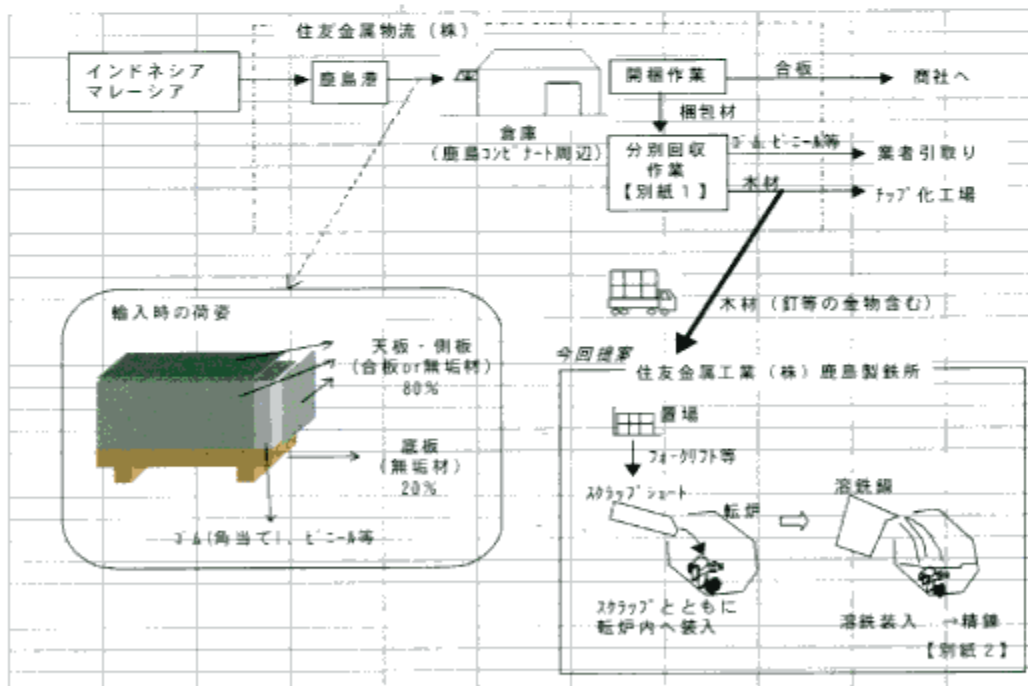 住友金属物流（株）
インドネシア
マレーシア
鹿島港
倉庫
（鹿島ｺﾝﾋﾞﾅｰﾄ周辺）
開梱作業
合板
商社へ
梱包材
分別回収
作業
【別紙１】
ｺﾞﾑ、ﾋﾞﾆｰﾙ等
業者引取り
木材
ﾁｯﾌﾟ化工場
木材（釘等の金物含む）
輸入時の荷姿
天板・側板
（合板or無垢材）
80%
底板
（無垢材）
20%
ｺﾞﾑ(角当て)、ﾋﾞﾆｰﾙ等
今回提案
住友金属工業（株）鹿島製鉄所
置場
ﾌｫｰｸﾘﾌﾄ等
ｽｸﾗｯﾌﾟｼｭｰﾄ
転炉
溶銑鍋
ｽｸﾗｯﾌﾟとともに
転炉内へ装入
溶銑装入　→精錬
【別紙２】